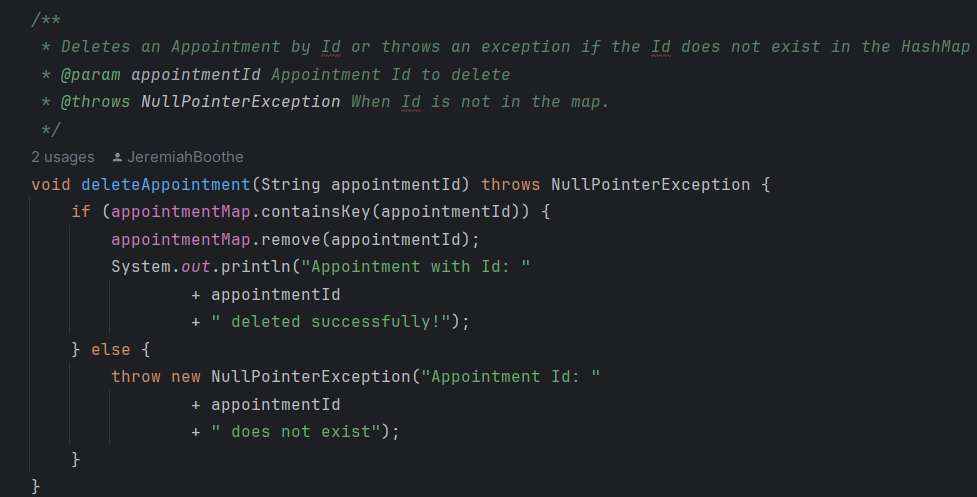 /**
 * Deletes an Appointment by Id or throws an exception if the Id does not exist in the HashMap
 * @param appointmentId Appointment Id to delete
 * @throws NullPointerException When Id is not in the map.
 */
2 usages JeremiahBoothe
void deleteAppointment(String appointmentId) throws NullPointerException {
    if (appointmentMap.containsKey(appointmentId)) {
        appointmentMap.remove(appointmentId);
        System.out.println("Appointment with Id: "
                + appointmentId
                + " deleted successfully!");
    } else {
        throw new NullPointerException("Appointment Id: "
                + appointmentId
                + " does not exist");
    }
}